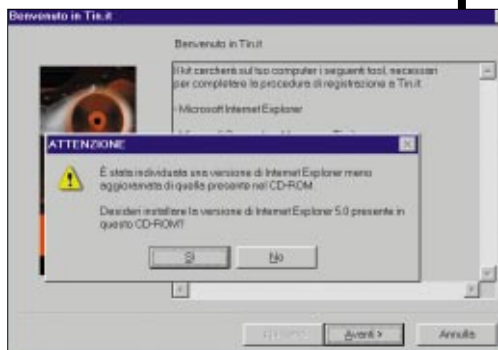 Benvenuto in Tin.it
Benvenuto in Tin.it
Il kit cercherà sul tuo computer i seguenti tool, necessari
per completare la procedura di registrazione a Tin.it:
- Microsoft Internet Explorer
ATTENZIONE
È stata individuata una versione di Internet Explorer meno
aggiornata di quella presente nel CD-ROM.
Desideri installare la versione di Internet Explorer 5.0 presente in
questo CD-ROM?
Sì
No
Avanti >
Annulla